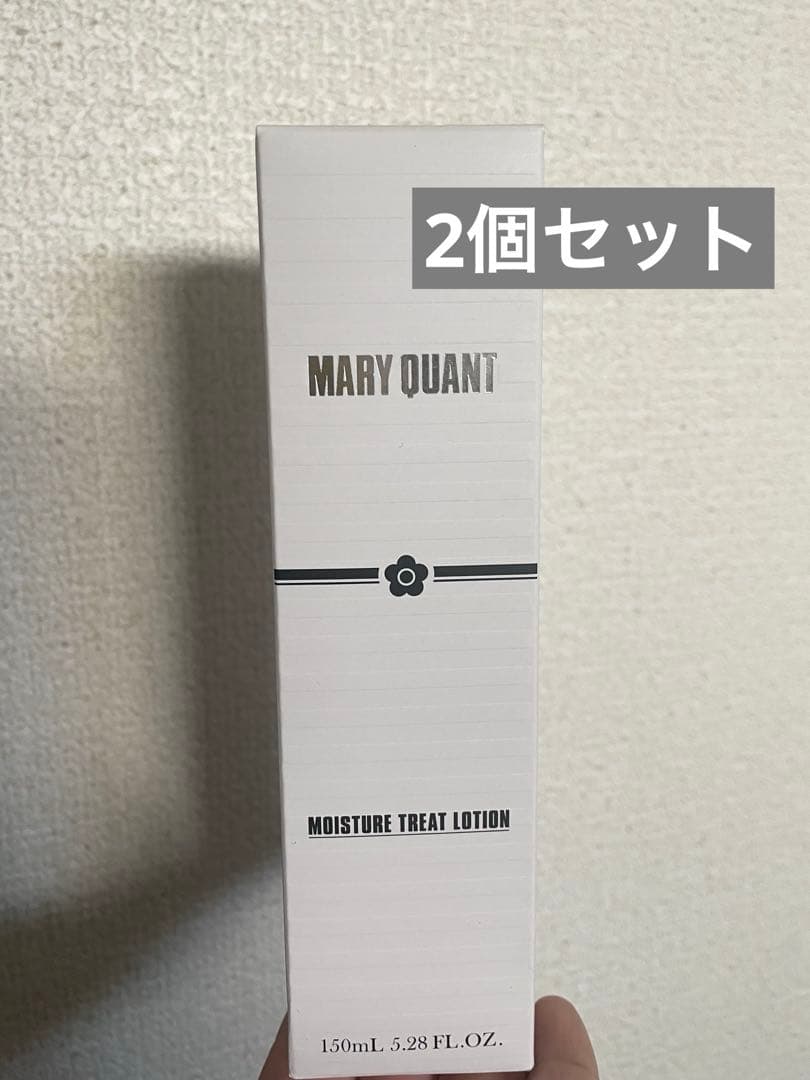 2個セット
MARY QUANT
MOISTURE TREAT LOTION
150mL 5.28 FL.OZ.